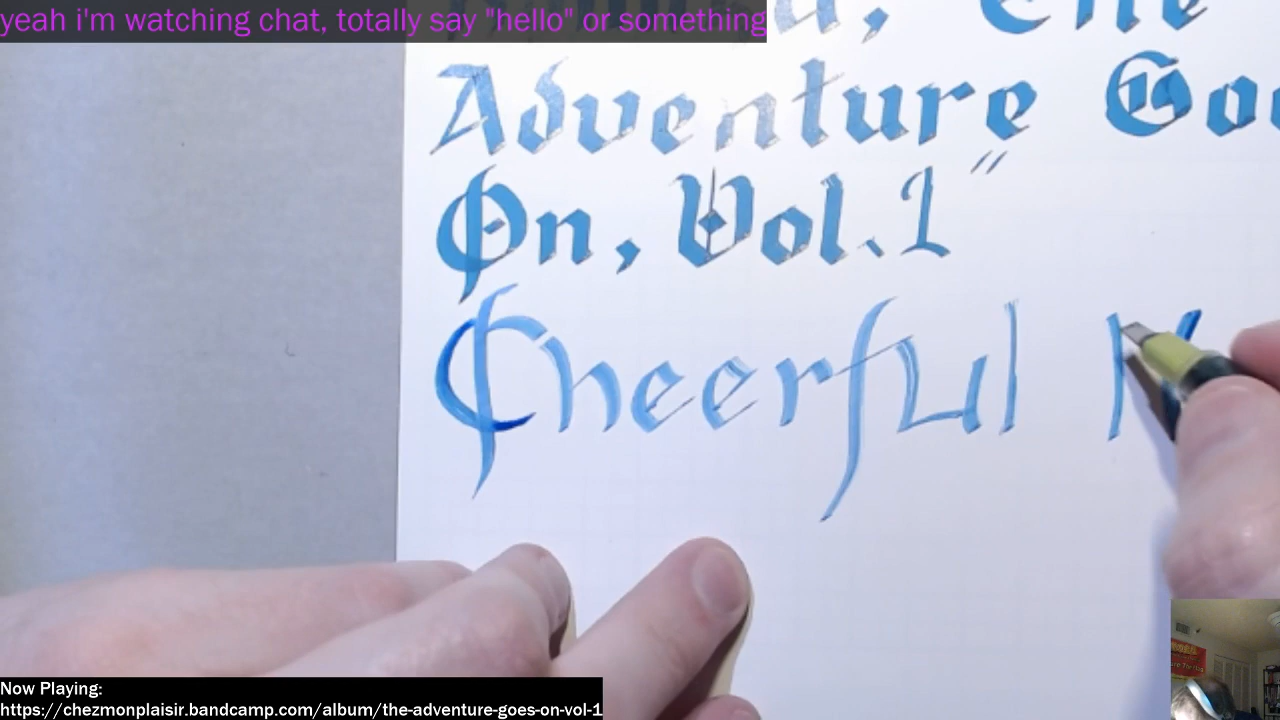 yeah i'm watching chat, totally say "hello" or something
The
Adventure
On, Vol. 1"
Cheerful
Now Playing:
https://chezmonplaisir.bandcamp.com/album/the-adventure-goes-on-vol-1